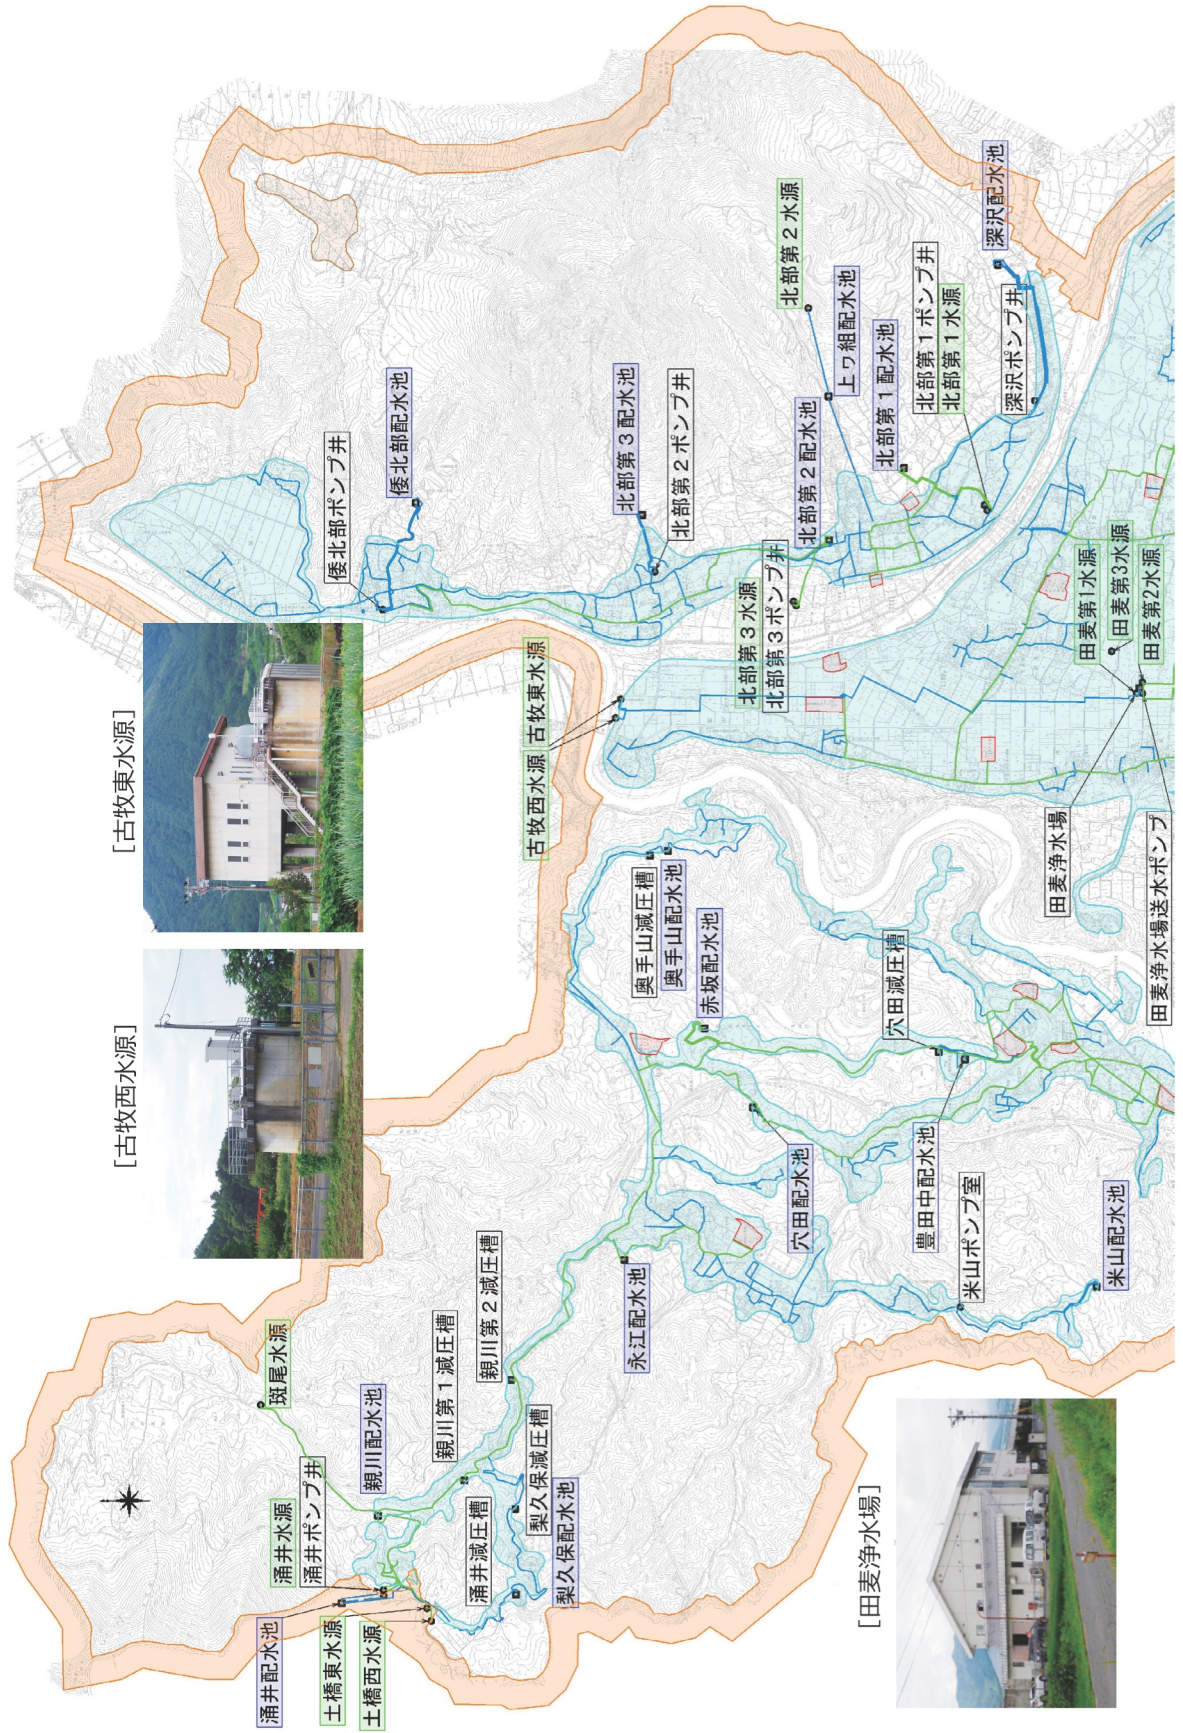 [古牧東水源]
[古牧西水源]
[田麦浄水場]
斑尾水源
親川配水池
涌井水源
涌井ポンプ井
涌井配水池
土橋東水源
土橋西水源
親川第1減圧槽
親川第2減圧槽
涌井減圧槽
梨久保減圧槽
梨久保配水池
永江配水池
穴田配水池
豊田中配水池
米山ポンプ室
米山配水池
奥手山減圧槽
奥手山配水池
赤坂配水池
穴田減圧槽
古牧西水源
古牧東水源
倭北部ポンプ井
倭北部配水池
北部第3配水池
北部第2ポンプ井
北部第3水源
北部第3ポンプ井
北部第2配水池
北部第2水源
上ヮ組配水池
北部第1配水池
北部第1ポンプ井
北部第1水源
深沢配水池
深沢ポンプ井
田麦第1水源
田麦第3水源
田麦第2水源
田麦浄水場
田麦浄水場送水ポンプ